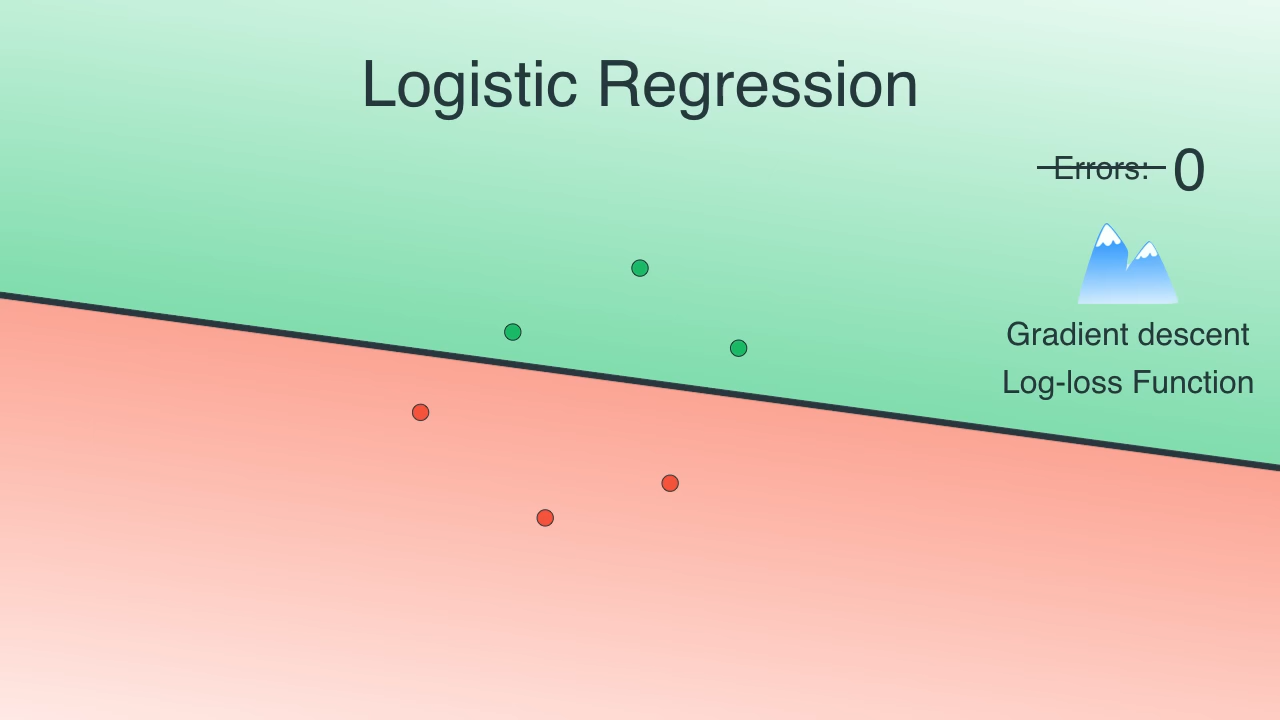 Logistic Regression
Errors: 0
Gradient descent
Log-loss Function